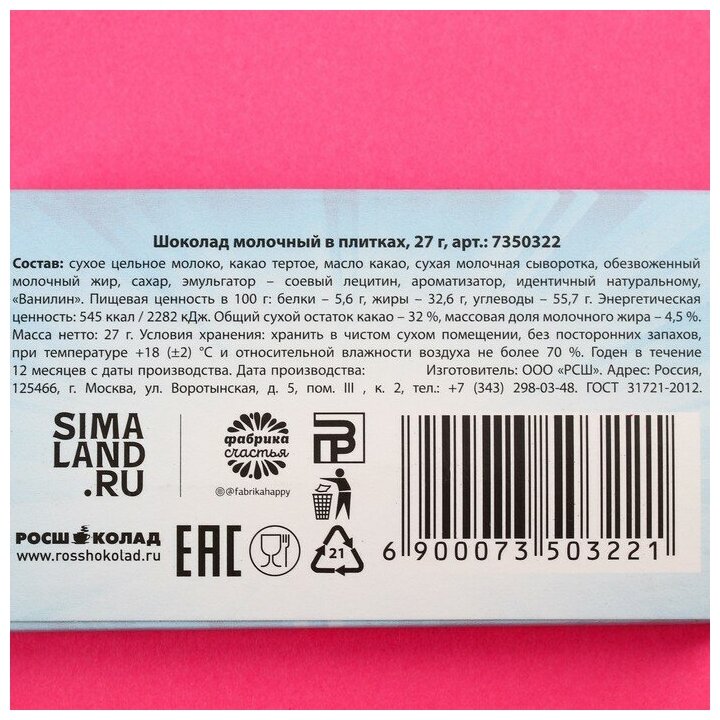 Шоколад молочный в плитках, 27 г, арт.: 7350322
Состав: сухое цельное молоко, какао тертое, масло какао, сухая молочная сыворотка, обезвоженный
молочный жир, сахар, эмульгатор – соевый лецитин, ароматизатор, идентичный натуральному,
«Ванилин». Пищевая ценность в 100 г: белки – 5,6 г, жиры – 32,6 г, углеводы – 55,7 г. Энергетическая
ценность: 545 ккал / 2282 кДж. Общий сухой остаток какао – 32 %, массовая доля молочного жира – 4,5 %.
Масса нетто: 27 г. Условия хранения: хранить в чистом сухом помещении, без посторонних запахов,
при температуре +18 (±2) °C и относительной влажности воздуха не более 70 %. Годен в течение
12 месяцев с даты производства. Дата производства: Изготовитель: ООО «РСШ». Адрес: Россия,
125466, г. Москва, ул. Воротынская, д. 5, пом. III , к. 2, тел.: +7 (343) 298-03-48. ГОСТ 31721-2012.
SIMA
LAND
.RU
фабрика
счастья
@fabrikahappy
РОСШОКОЛАД
www.rosshokolad.ru
EAC
21
6 900073 503221